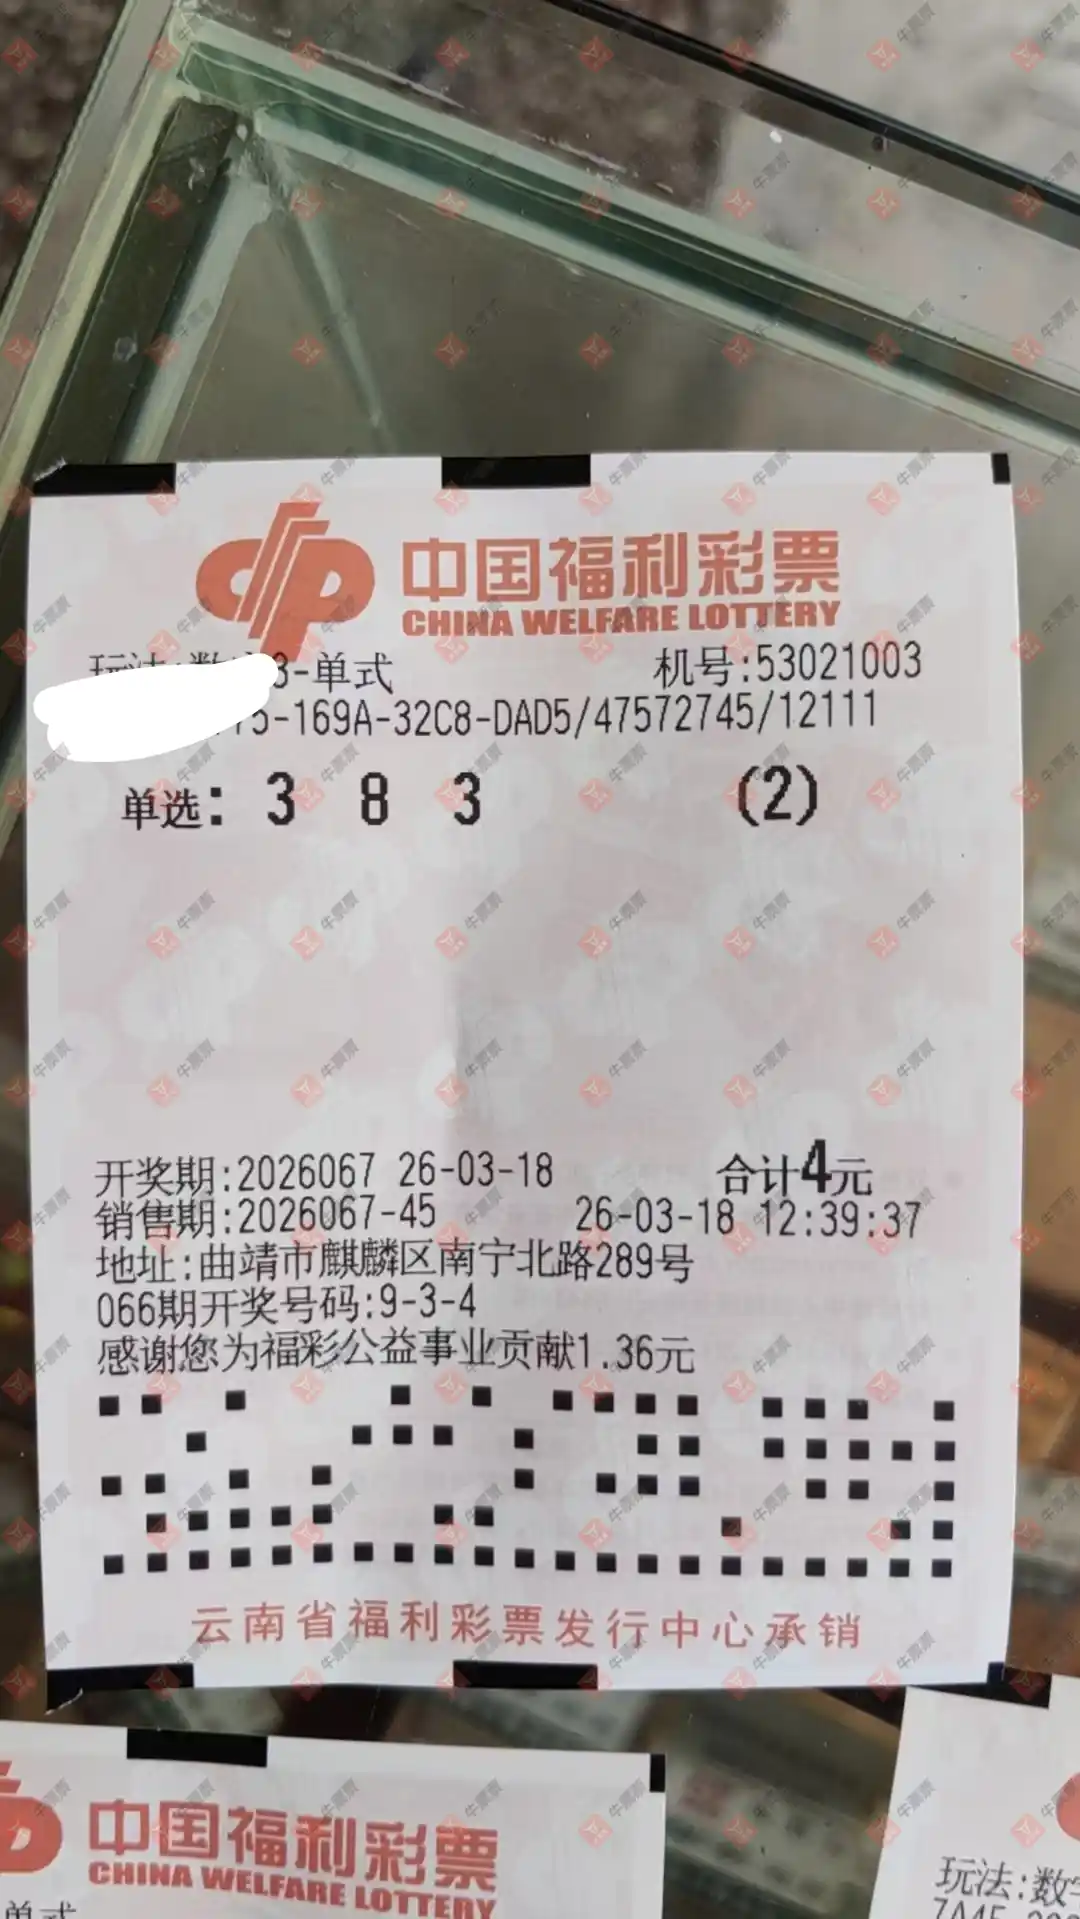 中国福利彩票
CHINA WELFARE LOTTERY
3-单式 机号:53021003
5-169A-32C8-DAD5/47572745/12111
单选: 3 8 3 (2)
开奖期:2026067 26-03-18 合计4元
销售期:2026067-45 26-03-18 12:39:37
地址:曲靖市麒麟区南宁北路289号
066期开奖号码:9-3-4
感谢您为福彩公益事业贡献1.36元
云南省福利彩票发行中心承销
中国福利彩票
CHINA WELFARE LOTTERY
单式
玩法:数
牛票票